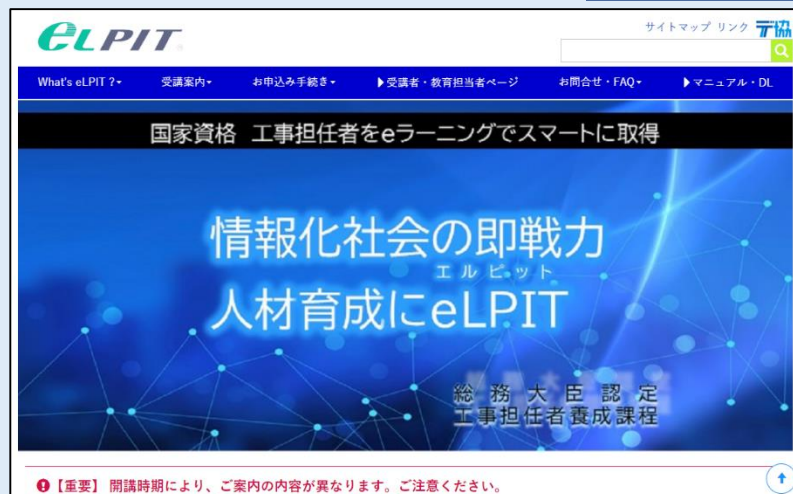 eLPIT
サイトマップ リンク デ協
What's eLPIT ?▾ 受講案内▾ お申込み手続き▾ ▶受講者・教育担当者ページ お問合せ・FAQ▾ ▶マニュアル・DL
国家資格 工事担任者をeラーニングでスマートに取得
情報化社会の即戦力
エルピット
人材育成にeLPIT
総務大臣認定
工事担任者養成課程
【重要】 開講時期により、ご案内の内容が異なります。ご注意ください。